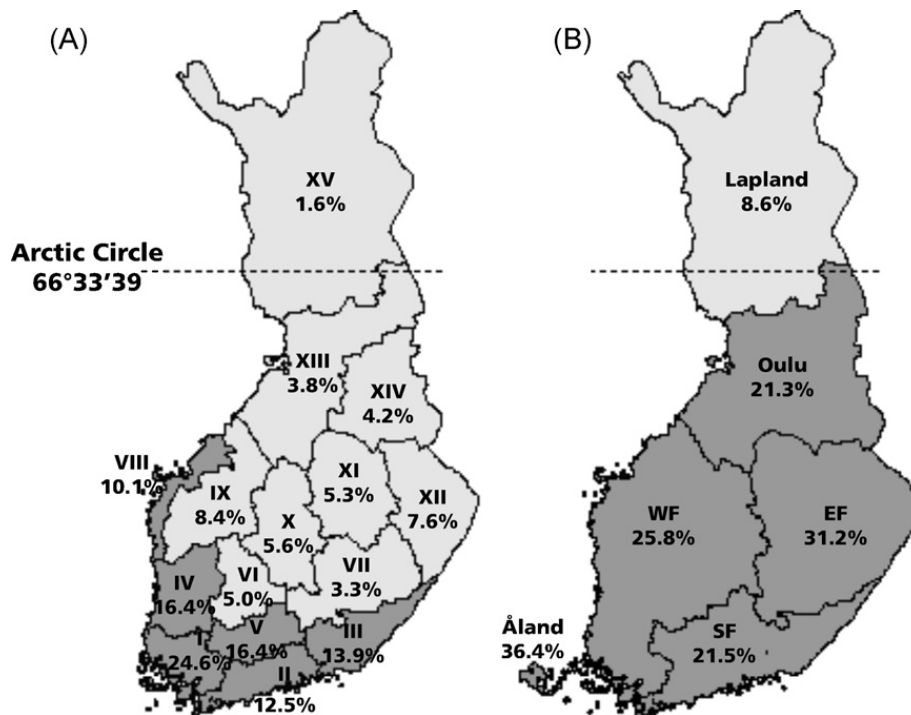 (A)
XV
1.6%
Arctic Circle
66°33’39
XIII
3.8%
XIV
4.2%
VIII
10.1%
IX
8.4%
X
5.6%
XI
5.3%
XII
7.6%
IV
16.4%
VI
5.0%
VII
3.3%
I
24.6%
V
16.4%
III
13.9%
II
12.5%
(B)
Lapland
8.6%
Oulu
21.3%
WF
25.8%
EF
31.2%
Åland
36.4%
SF
21.5%